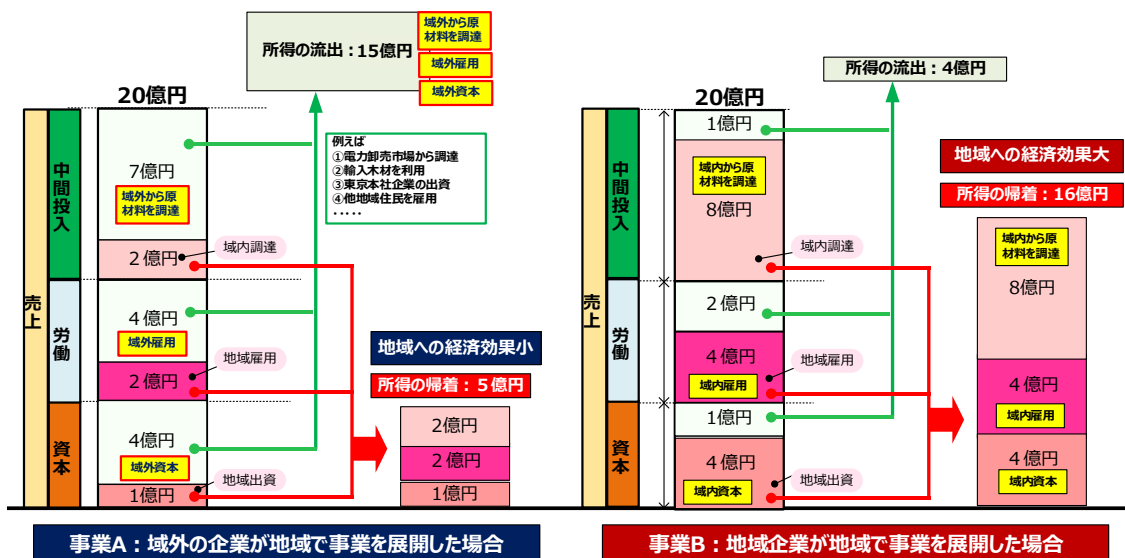 所得の流出：15億円
域外から原
材料を調達
域外雇用
域外資本
20億円
売上
中間投入
労働
資本
7億円
域外から原
材料を調達
２億円
域内調達
４億円
域外雇用
２億円
地域雇用
4億円
域外資本
1億円
地域出資
例えば
①電力卸売市場から調達
②輸入木材を利用
③東京本社企業の出資
④他地域住民を雇用
・・・・・
地域への経済効果小
所得の帰着：５億円
2億円
２億円
1億円
事業A：域外の企業が地域で事業を展開した場合
所得の流出：4億円
20億円
売上
中間投入
労働
資本
1億円
域内から原
材料を調達
8億円
域内調達
２億円
４億円
域内雇用
地域雇用
1億円
４億円
域内資本
地域出資
地域への経済効果大
所得の帰着：16億円
域内から原
材料を調達
8億円
４億円
域内雇用
４億円
域内資本
事業B：地域企業が地域で事業を展開した場合